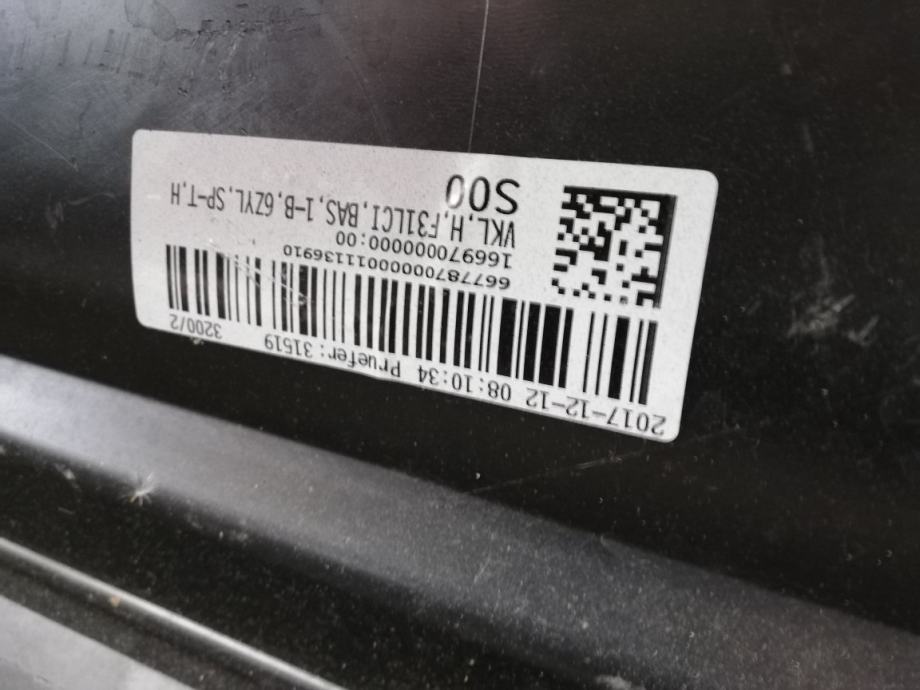 2017-12-12 08:10:34 Pruefer: 31519 3200/2
6677870000000011136910
1669700000000:00
VKL,H,F31LCI,BAS,1-B,6ZYL,SP-T,H
S00